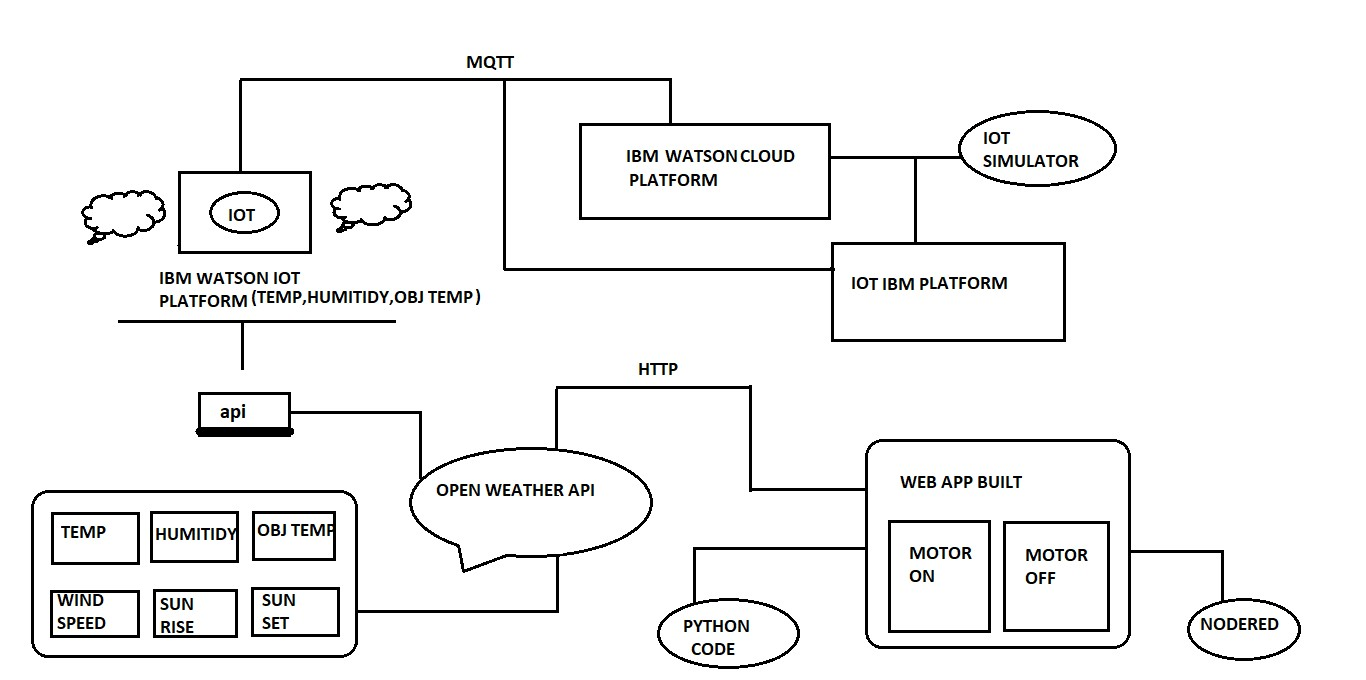 MQTT
IBM WATSON CLOUD
PLATFORM
IOT
SIMULATOR
IOT
IBM WATSON IOT
PLATFORM (TEMP,HUMITIDY,OBJ TEMP)
IOT IBM PLATFORM
HTTP
api
OPEN WEATHER API
WEB APP BUILT
MOTOR
ON
MOTOR
OFF
TEMP
HUMITIDY
OBJ TEMP
WIND
SPEED
SUN
RISE
SUN
SET
PYTHON
CODE
NODERED